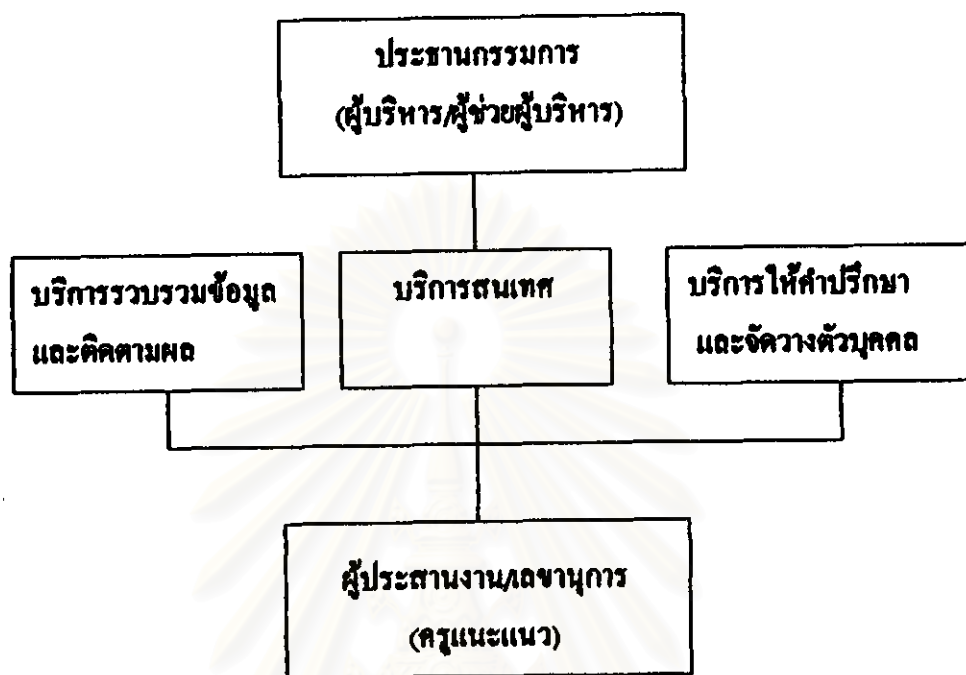 ประธานกรรมการ
(ผู้บริหาร/ผู้ช่วยผู้บริหาร)
บริการรวบรวมข้อมูล
และติดตามผล
บริการสนเทศ
บริการให้คำปรึกษา
และจัดวางตัวบุคคล
ผู้ประสานงาน/เลขานุการ
(ครูแนะแนว)